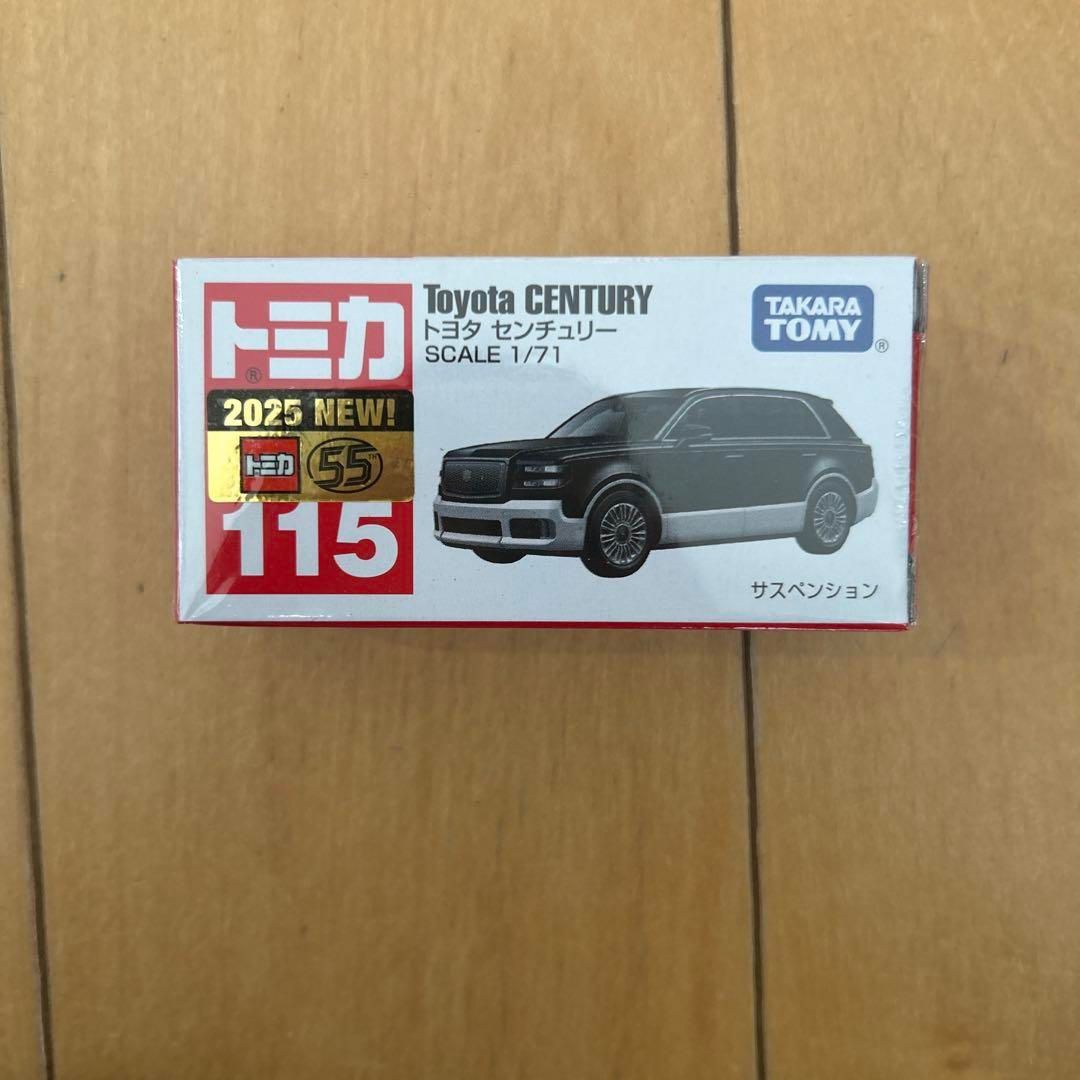 トミカ®
2025 NEW!
トミカ 55TH
115
Toyota CENTURY
トヨタ センチュリー
SCALE 1/71
TAKARA
TOMY®
サスペンション